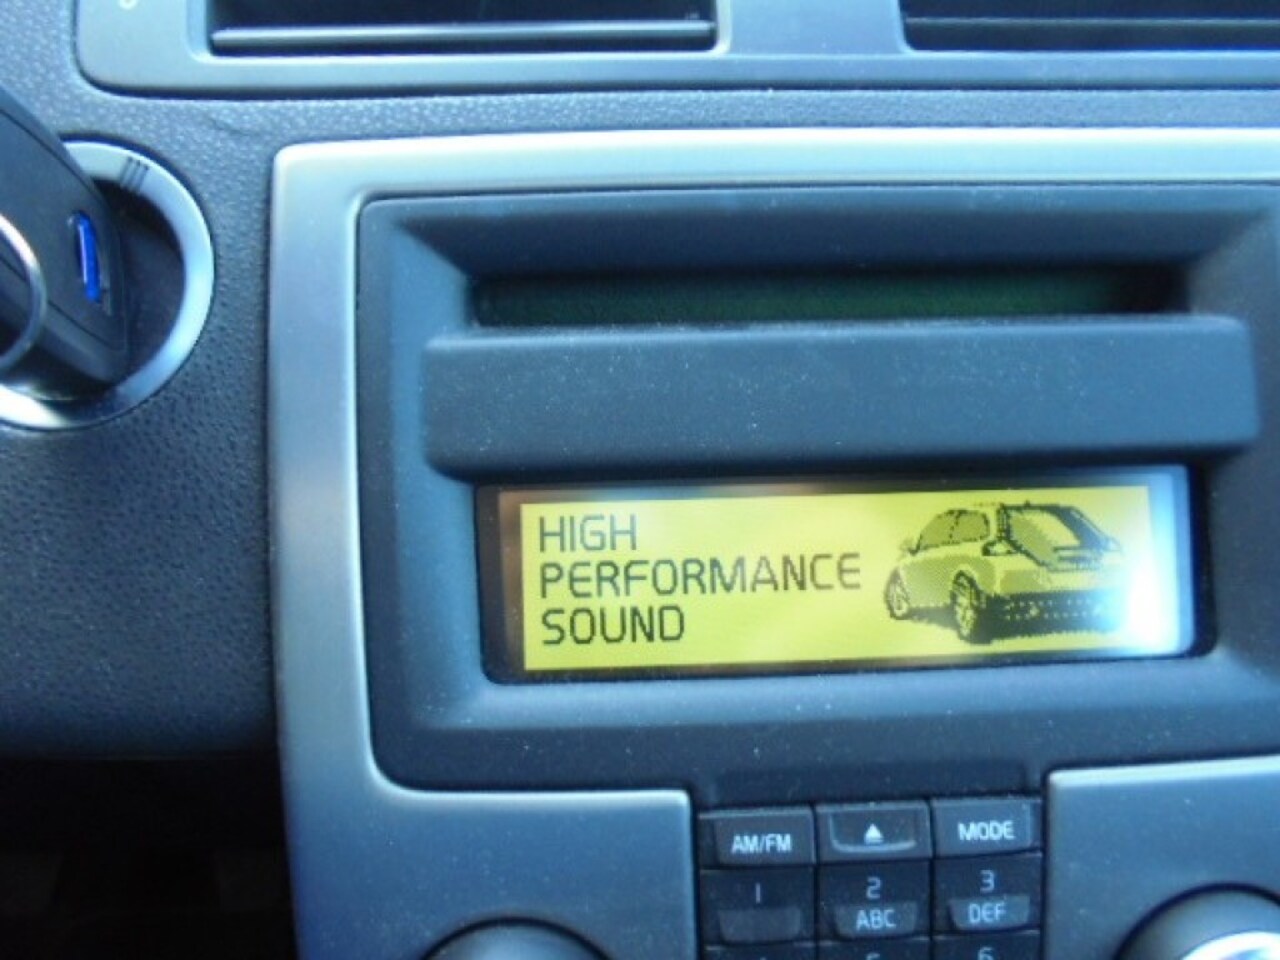 HIGH
PERFORMANCE
SOUND
AM/FM
MODE
1
2
3
ABC
DEF